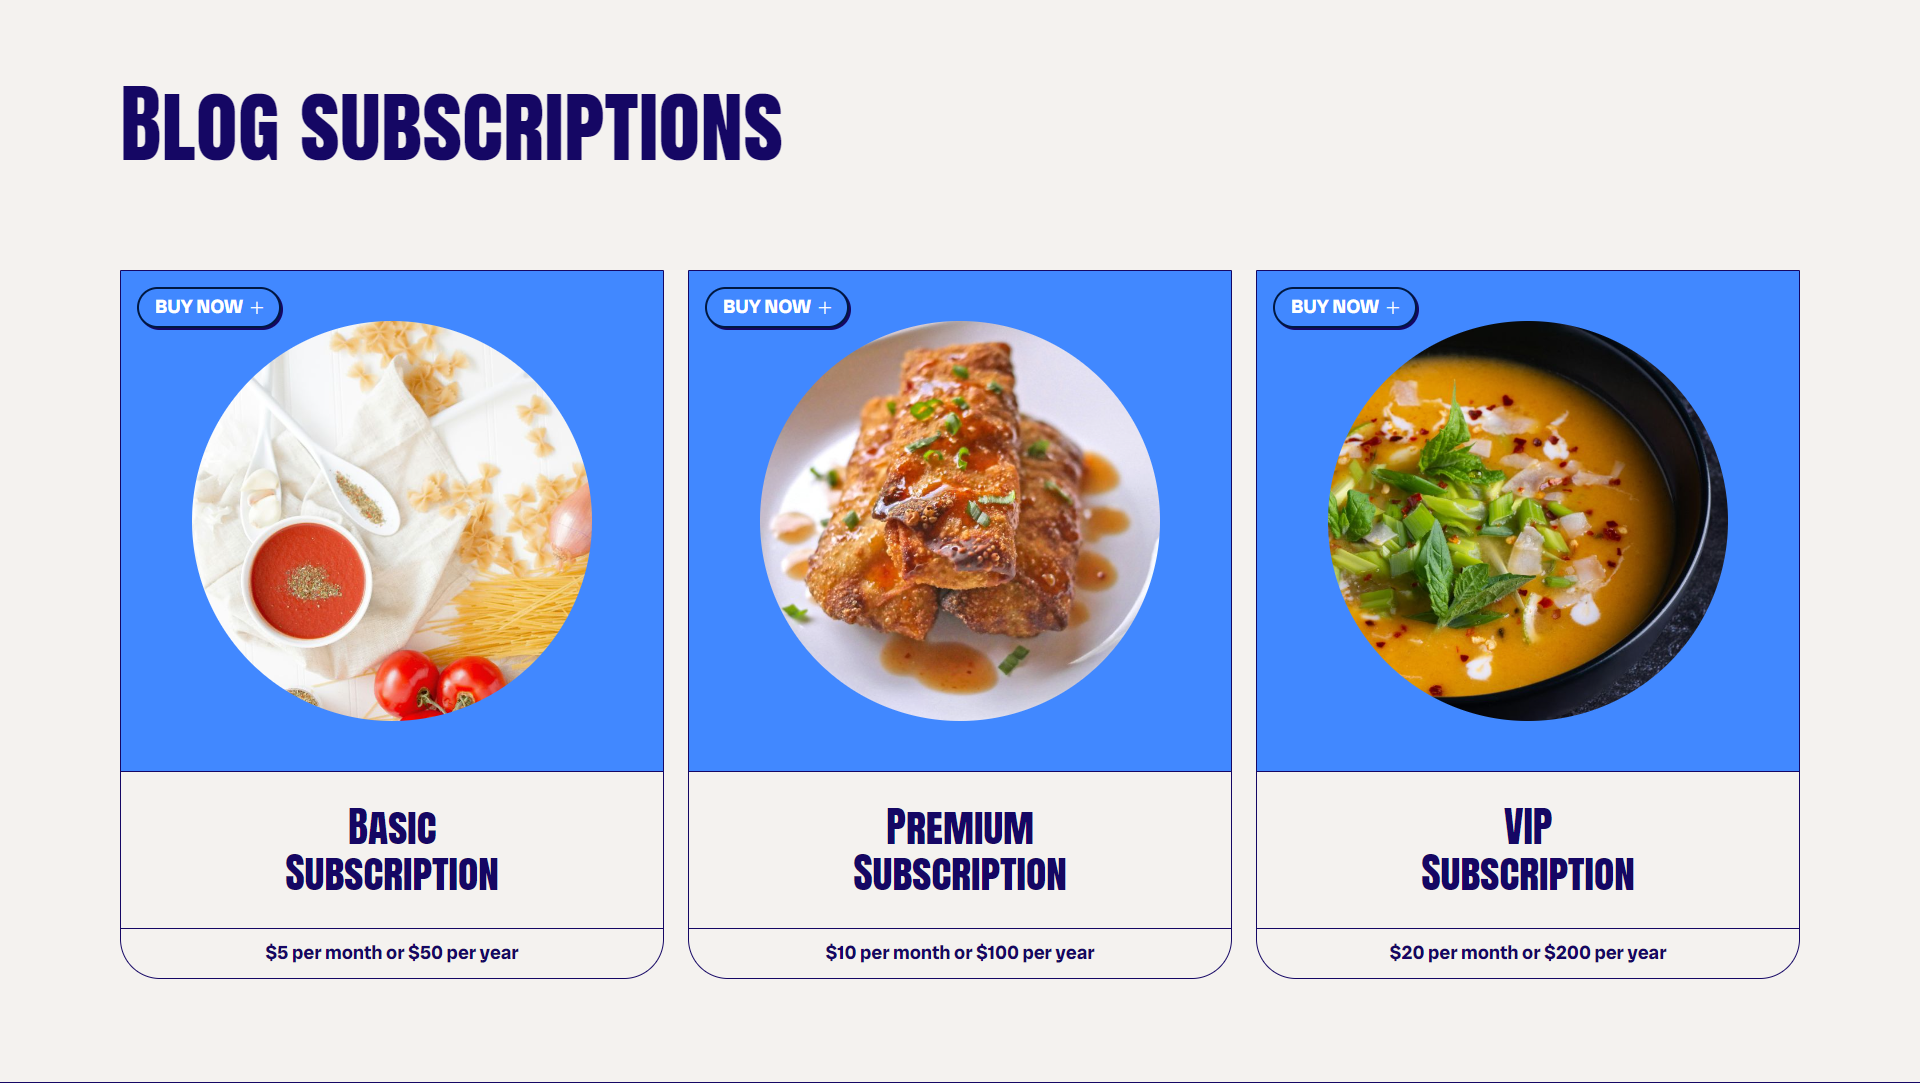 Blog subscriptions
BUY NOW +
BUY NOW +
BUY NOW +
Basic
Subscription
$5 per month or $50 per year
Premium
Subscription
$10 per month or $100 per year
VIP
Subscription
$20 per month or $200 per year